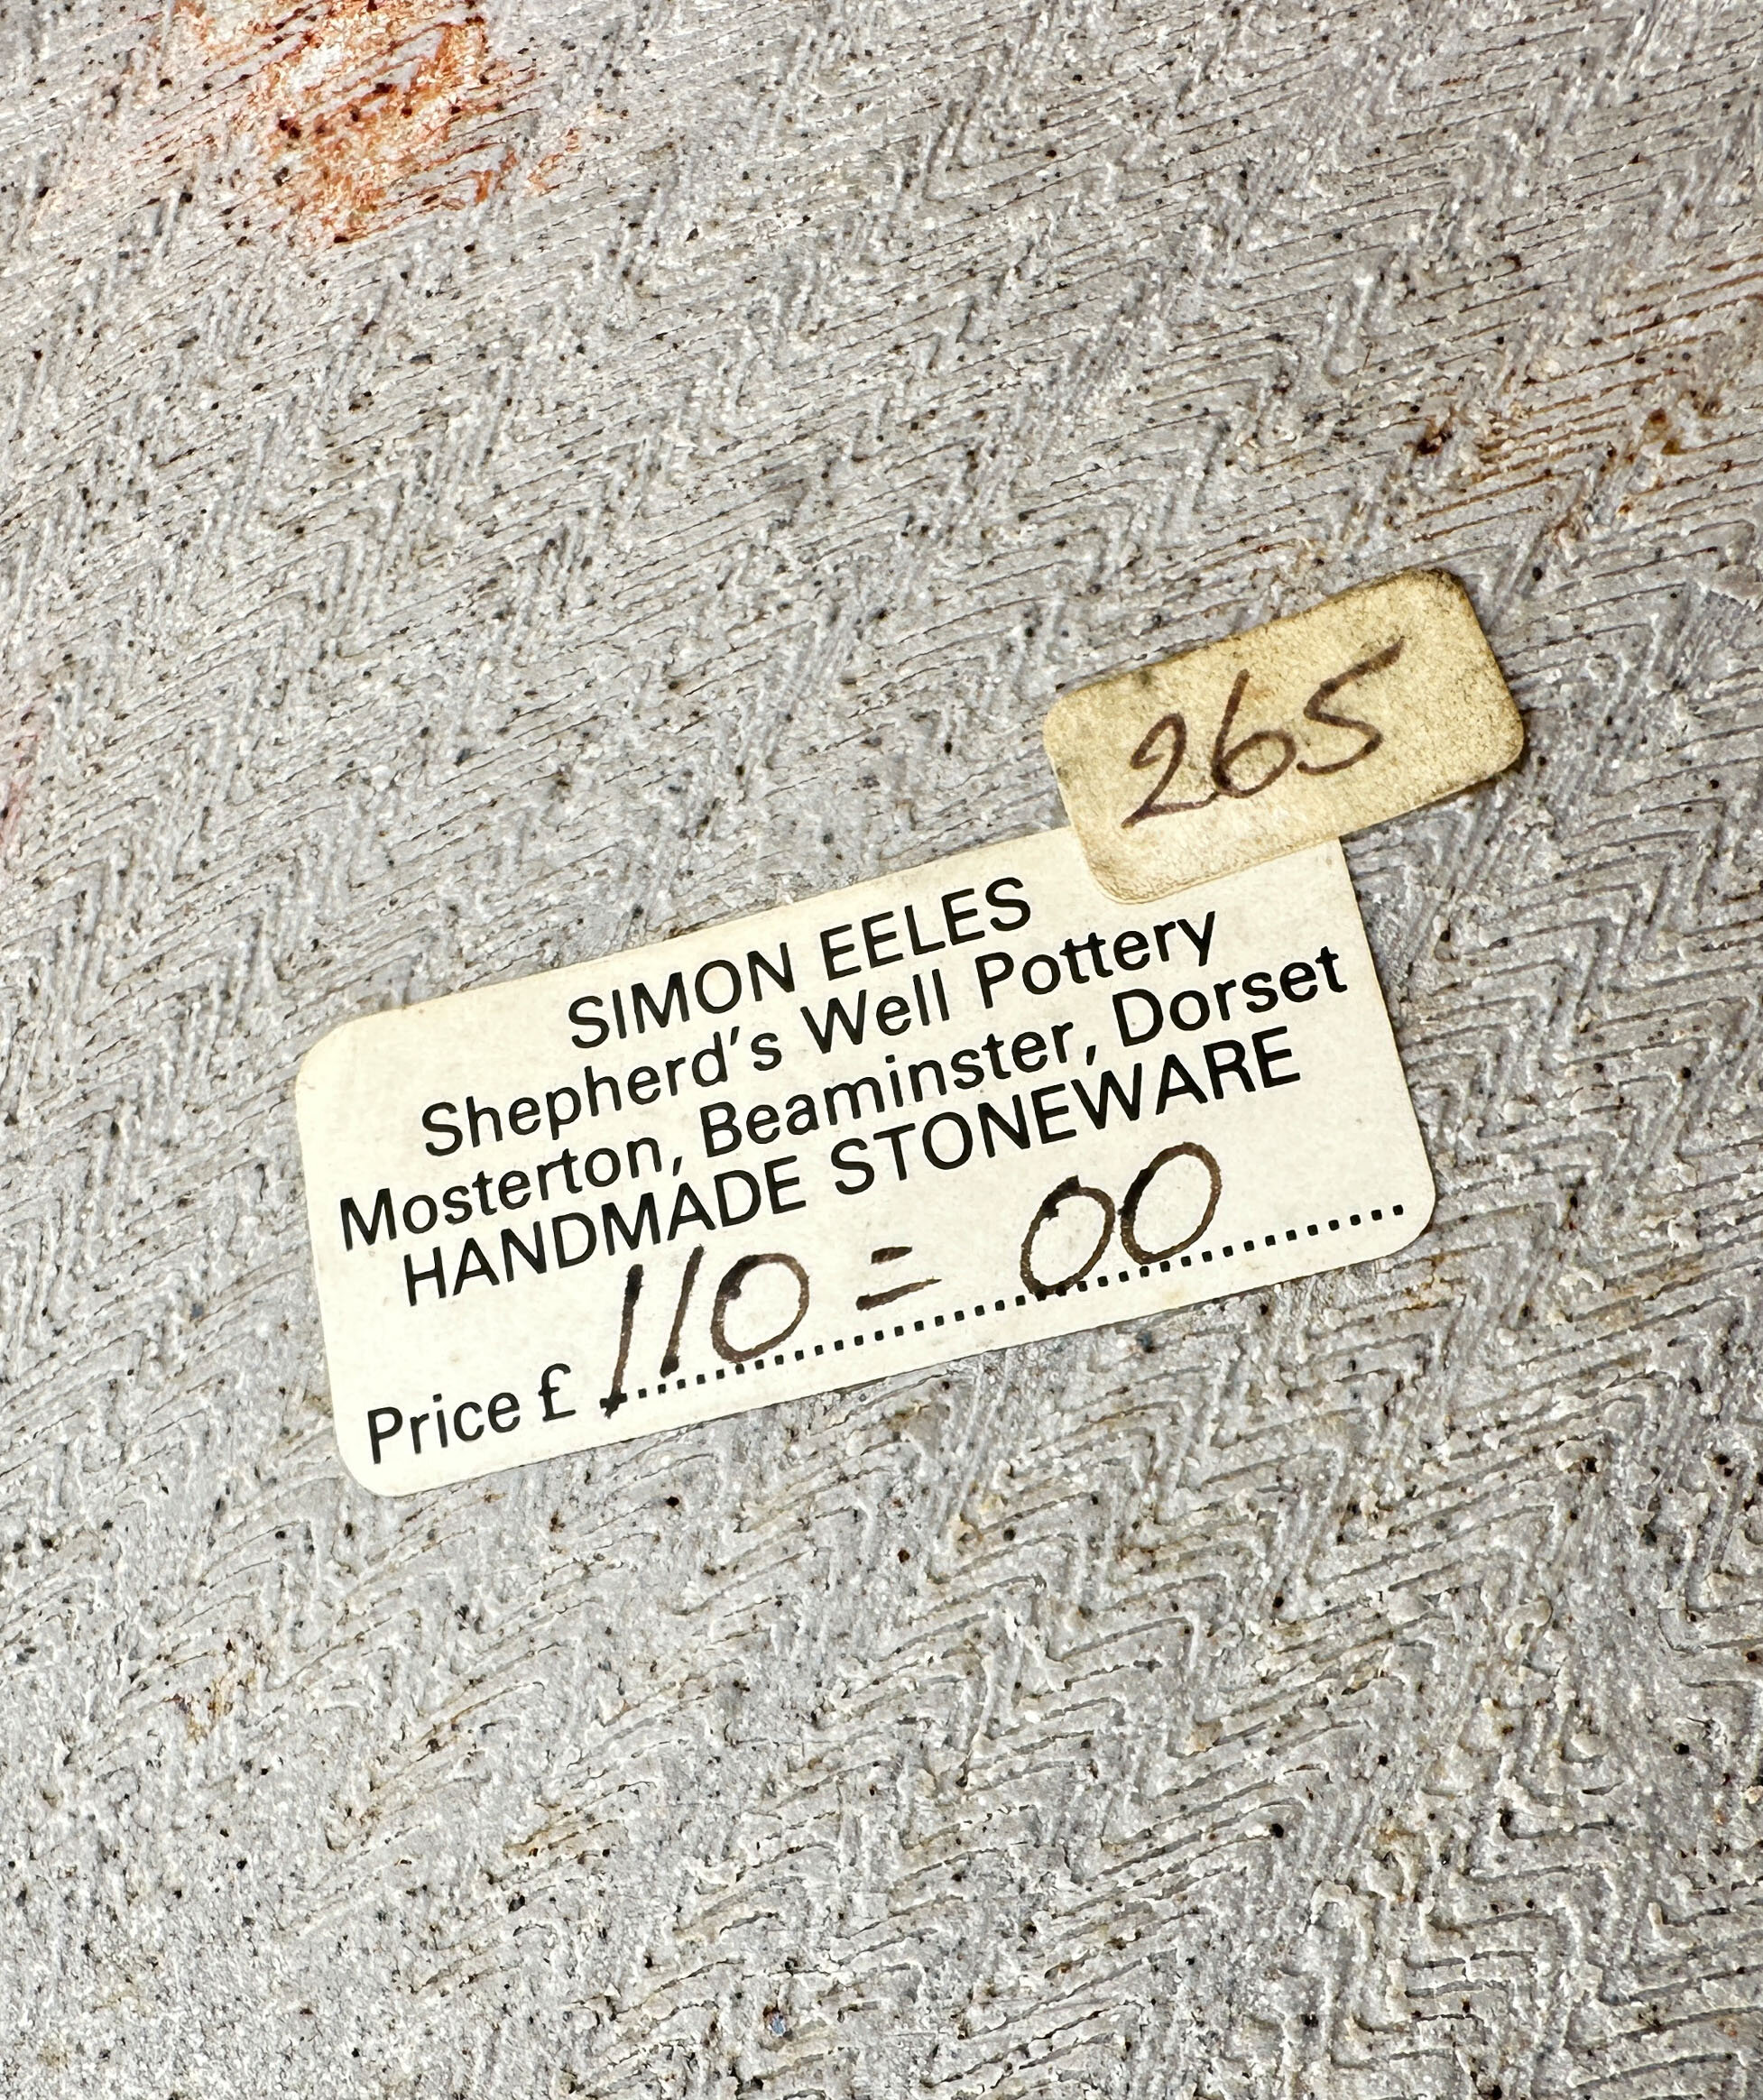 265
SIMON EELES
Shepherd's Well Pottery
Mosterton, Beaminster, Dorset
HANDMADE STONEWARE
Price £ 110 = 00